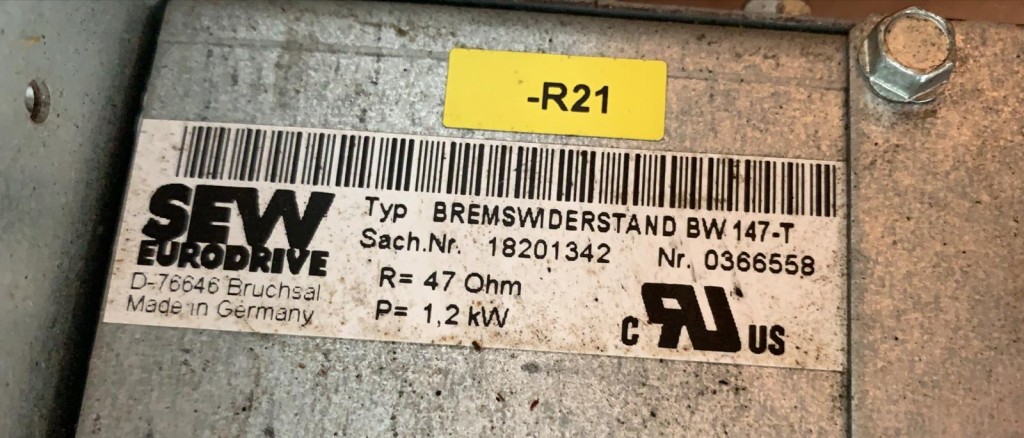 -R21
SEW
EURODRIVE
D-76646 Bruchsal
Made in Germany
Typ BREMSWIDERSTAND BW 147-T
Sach.Nr. 18201342 Nr. 0366558
R= 47 Ohm
P= 1,2 kW
C RU US